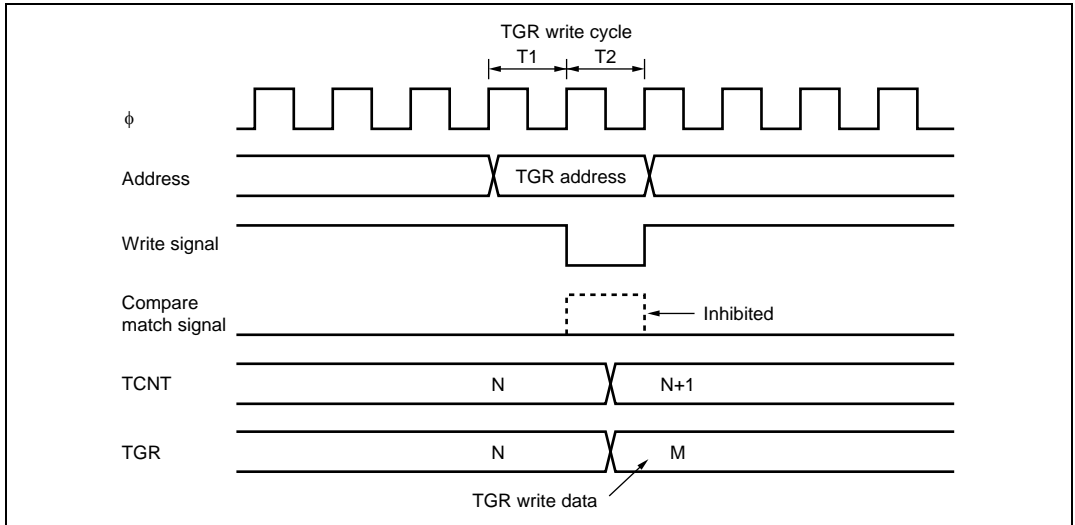 TGR write cycle
T1 T2
ϕ
Address TGR address
Write signal
Compare
match signal Inhibited
TCNT N N+1
TGR N M
TGR write data